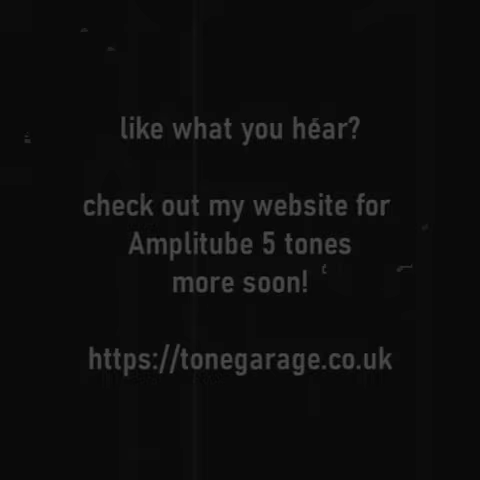 like what you hear?
check out my website for
Amplitube 5 tones
more soon!
https://tonegarage.co.uk